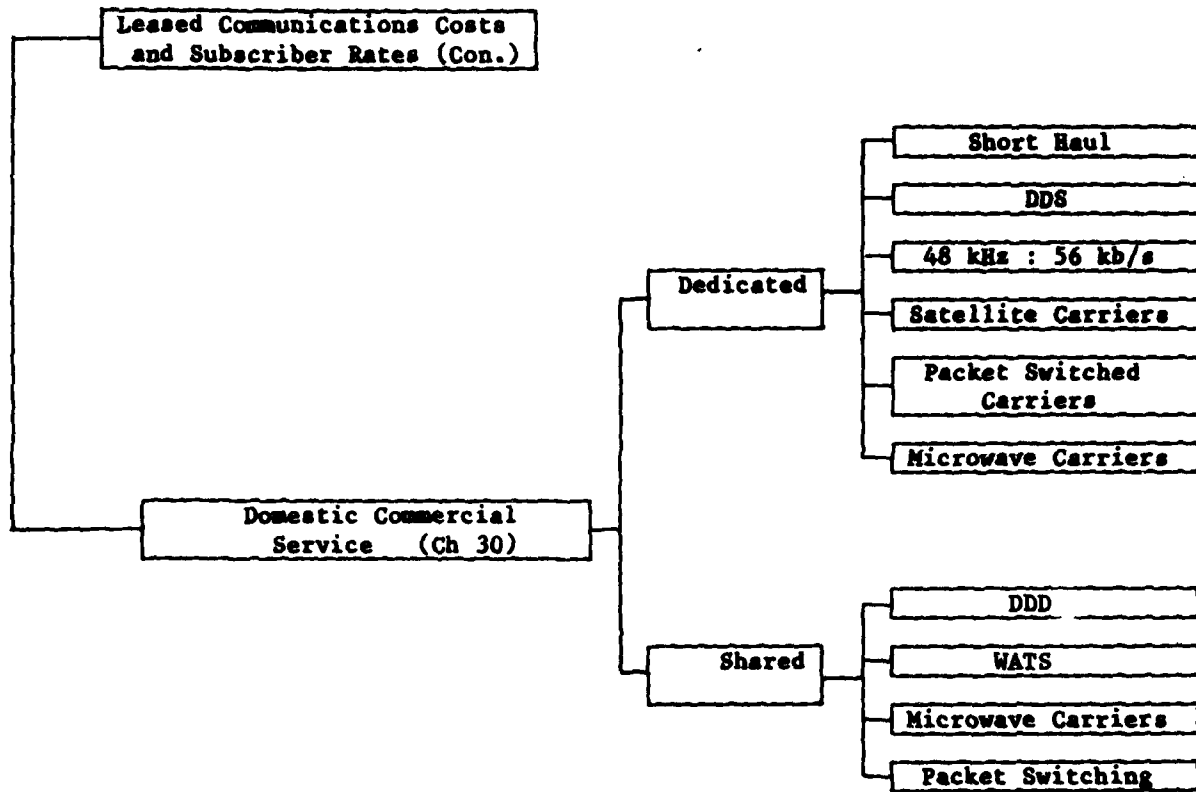 Leased Communications Costs
and Subscriber Rates (Con.)
Short Haul
DDS
48 kHz : 56 kb/s
Dedicated
Satellite Carriers
Packet Switched
Carriers
Microwave Carriers
Domestic Commercial
Service (Ch 30)
DDD
Shared
WATS
Microwave Carriers
Packet Switching